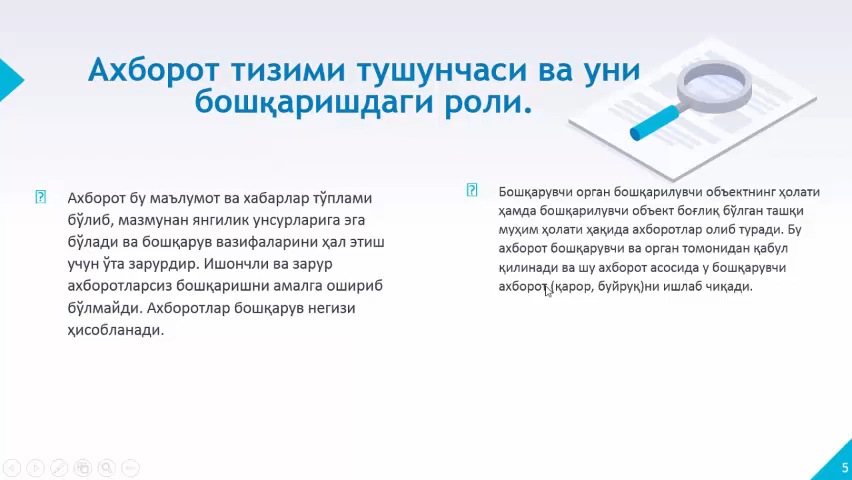 Ахборот тизими тушунчаси ва уни
бошқаришдаги роли.
Ахборот бу маълумот ва хабарлар тўплами
бўлиб, мазмунан янгилик унсурларига эга
бўлади ва бошқарув вазифаларини ҳал этиш
учун ўта зарурдир. Ишончли ва зарур
ахборотларсиз бошқаришни амалга ошириб
бўлмайди. Ахборотлар бошқарув негизи
ҳисобланади.
Бошқарувчи орган бошқарилувчи объектнинг ҳолати
ҳамда бошқарилувчи объект боғлиқ бўлган ташқи
муҳим ҳолати ҳақида ахборотлар олиб туради. Бу
ахборот бошқарувчи ва орган томонидан қабул
қилинади ва шу ахборот асосида у бошқарувчи
ахборот (қарор, буйруқ)ни ишлаб чиқади.
5